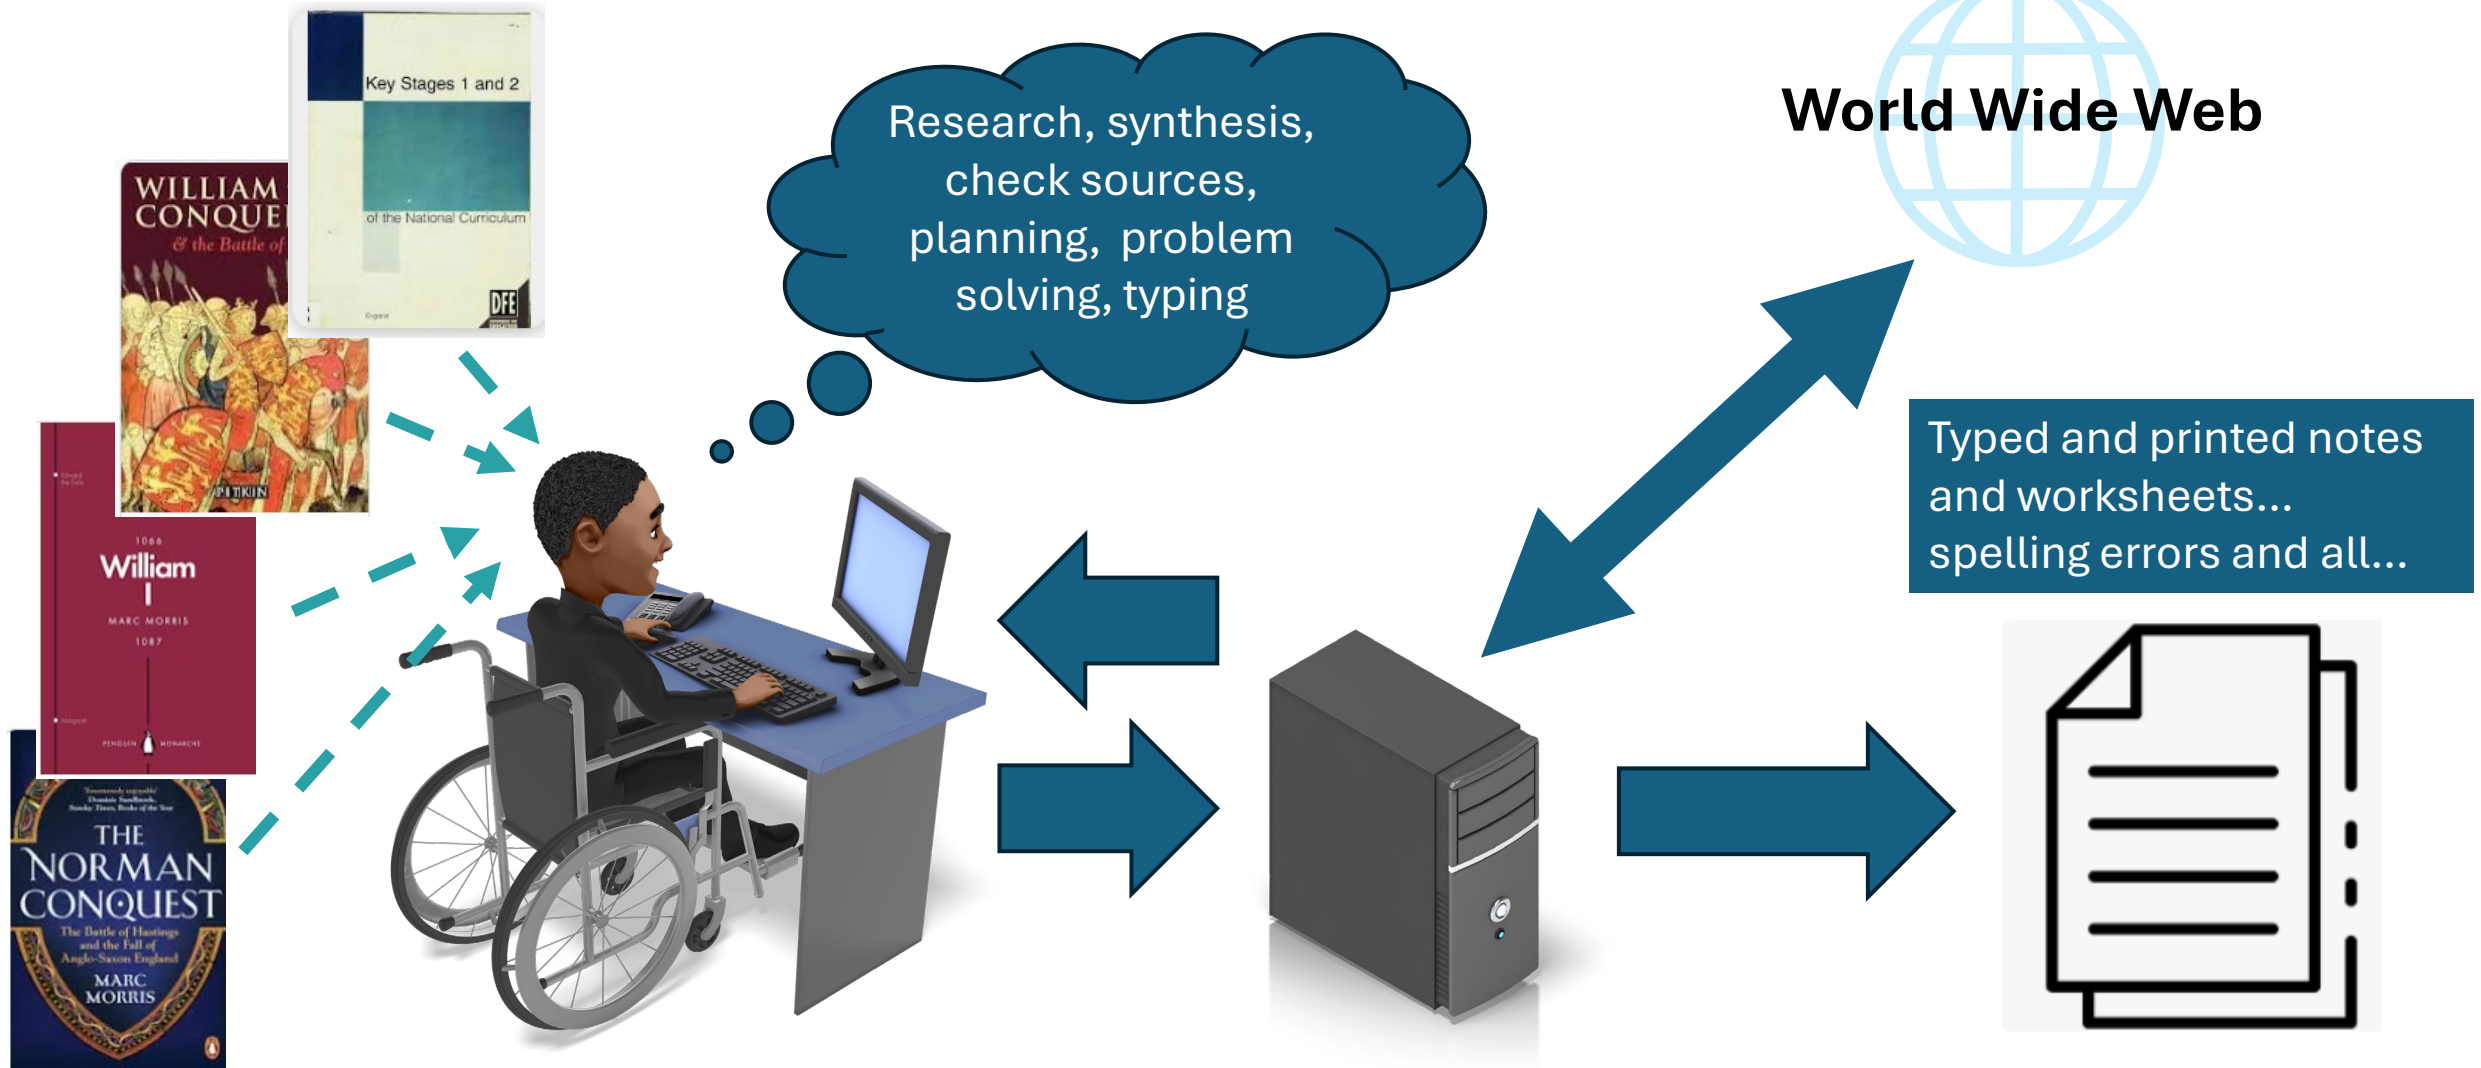 Key Stages 1 and 2
of the National Curriculum
England
DFE
WILLIAM
CONQUE
& the Battle of
PITKIN
1066
William
I
MARC MORRIS
1087
PENGUIN MONARCHS
THE
NORMAN
CONQUEST
The Battle of Hastings
and the Fall of
Anglo-Saxon England
MARC
MORRIS
Research, synthesis,
check sources,
planning, problem
solving, typing
World Wide Web
Typed and printed notes
and worksheets...
spelling errors and all...